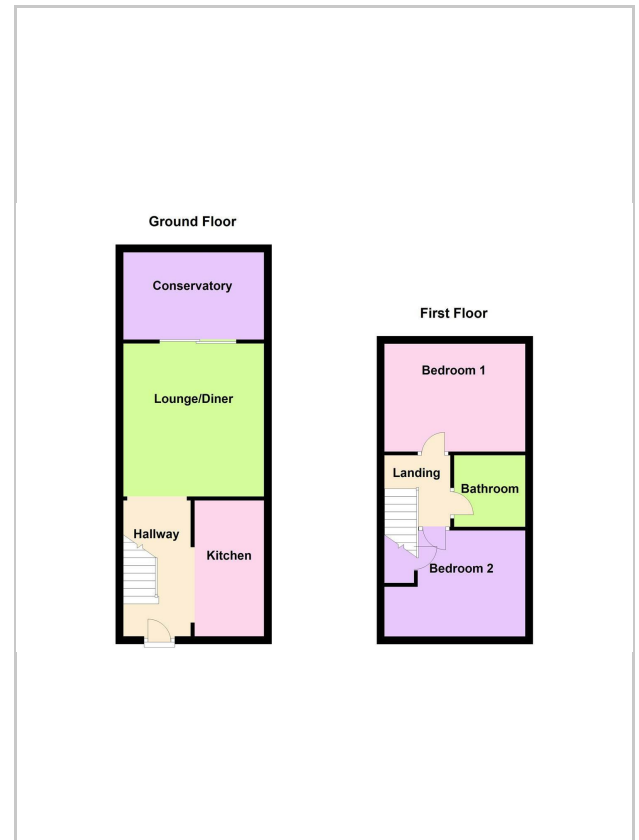 Ground Floor
Conservatory
Lounge/Diner
Hallway
Kitchen
First Floor
Bedroom 1
Landing
Bathroom
Bedroom 2